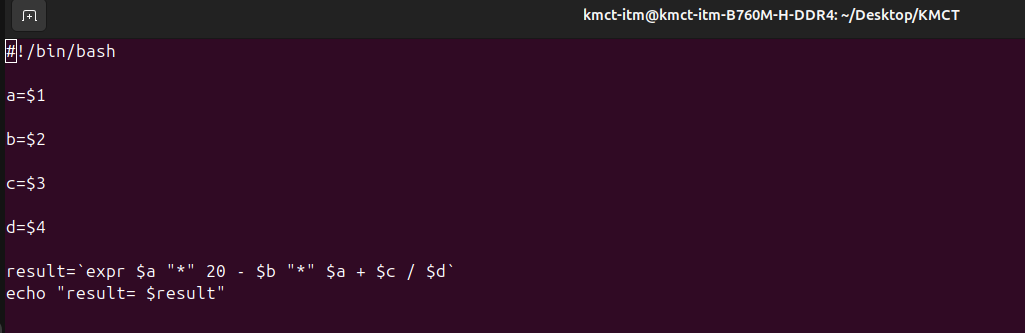 kmct-itm@kmct-itm-B760M-H-DDR4: ~/Desktop/KMCT
#!/bin/bash
a=$1
b=$2
c=$3
d=$4
result=`expr $a "*" 20 - $b "*" $a + $c / $d`
echo "result= $result"